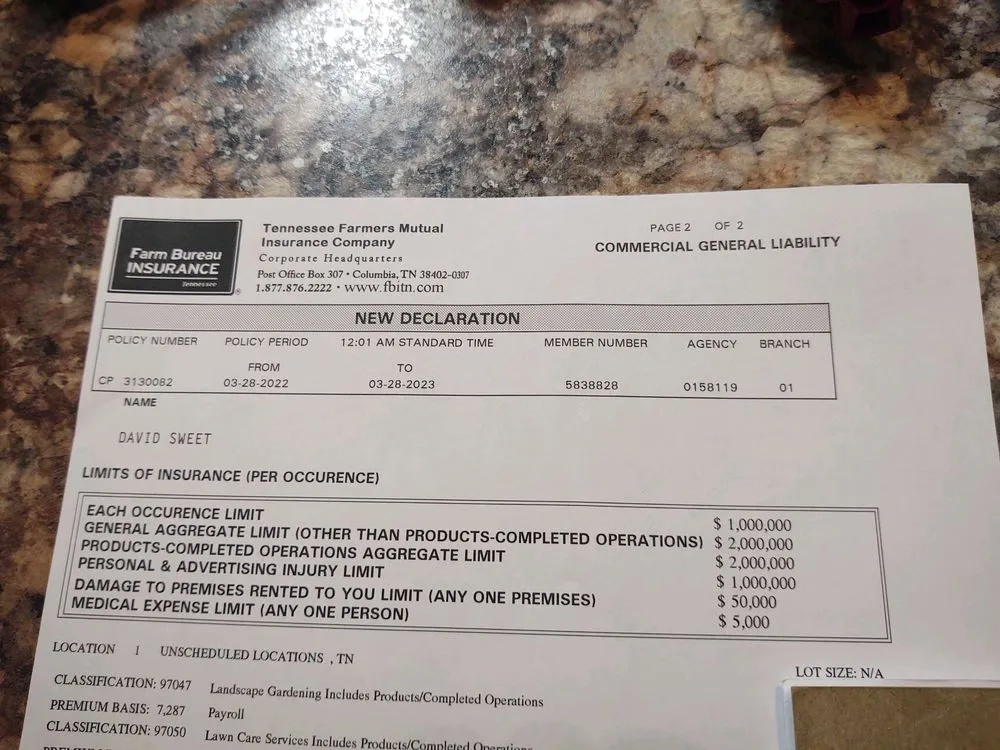 Farm Bureau
INSURANCE
Tennessee
®
Tennessee Farmers Mutual
Insurance Company
Corporate Headquarters
Post Office Box 307 • Columbia, TN 38402-0307
1.877.876.2222 • www.fbitn.com
PAGE 2 OF 2
COMMERCIAL GENERAL LIABILITY
NEW DECLARATION
POLICY NUMBER POLICY PERIOD 12:01 AM STANDARD TIME MEMBER NUMBER AGENCY BRANCH
FROM TO
CP 3130082 03-28-2022 03-28-2023 5838828 0158119 01
NAME
DAVID SWEET
LIMITS OF INSURANCE (PER OCCURENCE)
EACH OCCURENCE LIMIT $ 1,000,000
GENERAL AGGREGATE LIMIT (OTHER THAN PRODUCTS-COMPLETED OPERATIONS) $ 2,000,000
PRODUCTS-COMPLETED OPERATIONS AGGREGATE LIMIT $ 2,000,000
PERSONAL & ADVERTISING INJURY LIMIT $ 1,000,000
DAMAGE TO PREMISES RENTED TO YOU LIMIT (ANY ONE PREMISES) $ 50,000
MEDICAL EXPENSE LIMIT (ANY ONE PERSON) $ 5,000
LOCATION 1 UNSCHEDULED LOCATIONS , TN
LOT SIZE: N/A
CLASSIFICATION: 97047 Landscape Gardening Includes Products/Completed Operations
PREMIUM BASIS: 7,287 Payroll
CLASSIFICATION: 97050 Lawn Care Services Includes Products/Completed Operations